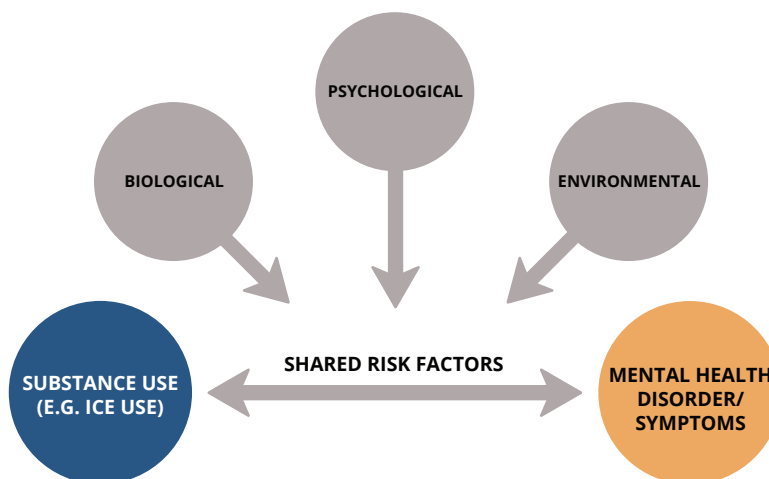 PSYCHOLOGICAL
BIOLOGICAL
ENVIRONMENTAL
SHARED RISK FACTORS
SUBSTANCE USE
(E.G. ICE USE)
MENTAL HEALTH
DISORDER/
SYMPTOMS